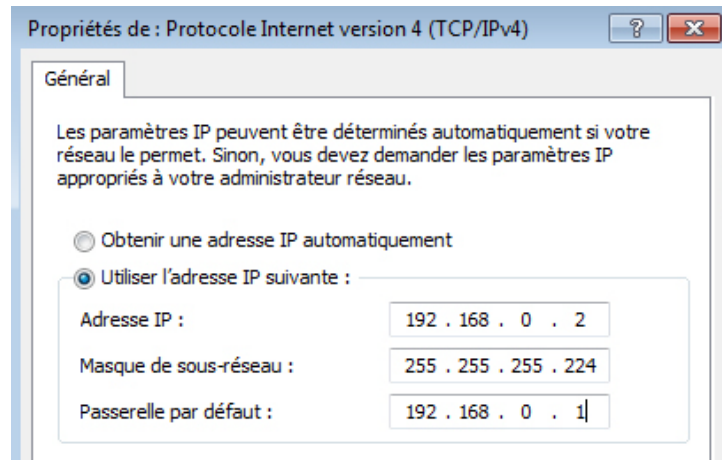 Propriétés de : Protocole Internet version 4 (TCP/IPv4)
Général
Les paramètres IP peuvent être déterminés automatiquement si votre
réseau le permet. Sinon, vous devez demander les paramètres IP
appropriés à votre administrateur réseau.
Obtenir une adresse IP automatiquement
Utiliser l'adresse IP suivante :
Adresse IP : 192 . 168 . 0 . 2
Masque de sous-réseau : 255 . 255 . 255 . 224
Passerelle par défaut : 192 . 168 . 0 . 1